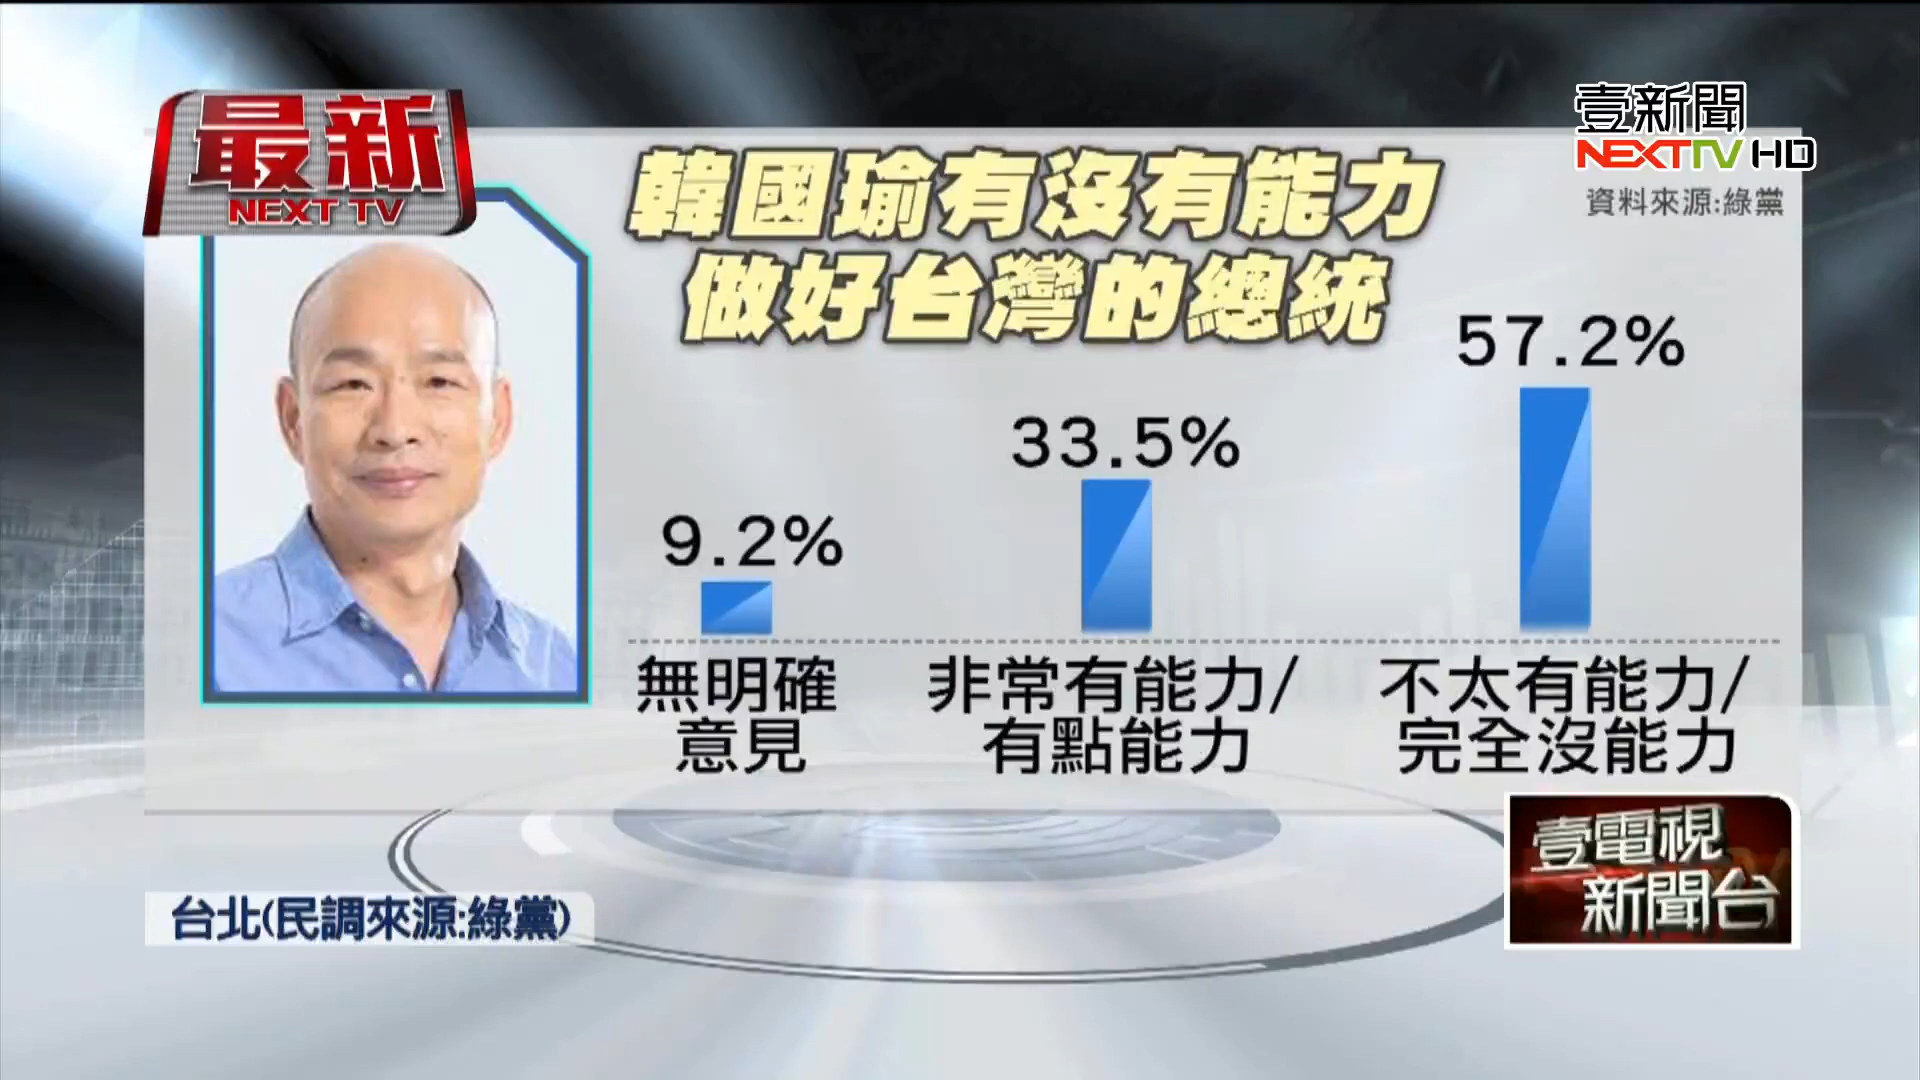 最新
NEXT TV
壹新聞
NEXTTV HD
資料來源:綠黨
韓國瑜有沒有能力
做好台灣的總統
9.2%
33.5%
57.2%
無明確
意見
非常有能力/
有點能力
不太有能力/
完全沒能力
台北(民調來源:綠黨)
壹電視
新聞台